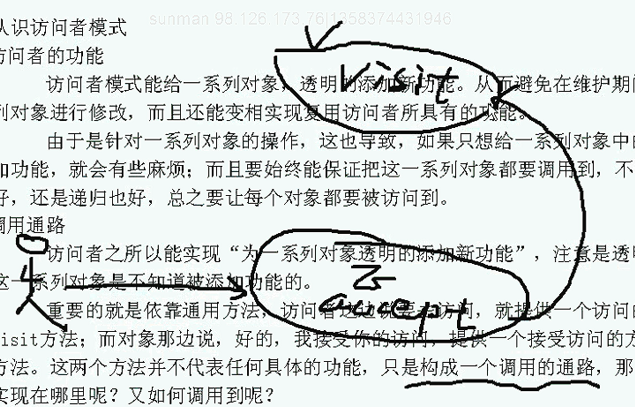 sunman 98 126.173.76|1358374431946
认识访问者模式
访问者的功能
访问者模式能给一系列对象，透明的添加新功能。从而避免在维护期间
列对象进行修改，而且还能变相实现复用访问者所具有的功能。
由于是针对一系列对象的操作，这也导致，如果只想给一系列对象中的
加功能，就会有些麻烦；而且要始终能保证把这一系列对象都要调用到，不
好，还是递归也好，总之要让每个对象都要被访问到。
调用通路
访问者之所以能实现“为一系列对象透明的添加新功能”，注意是透明
这一系列对象是不知道被添加功能的。
重要的就是依靠通用方法，访问者这边说要去访问，就提供一个访问的
visit方法；而对象那边说，好的，我接受你的访问，提供一个接受访问的方
方法。这两个方法并不代表任何具体的功能，只是构成一个调用的通路，那
实现在哪里呢？又如何调用到呢？
visit
accept